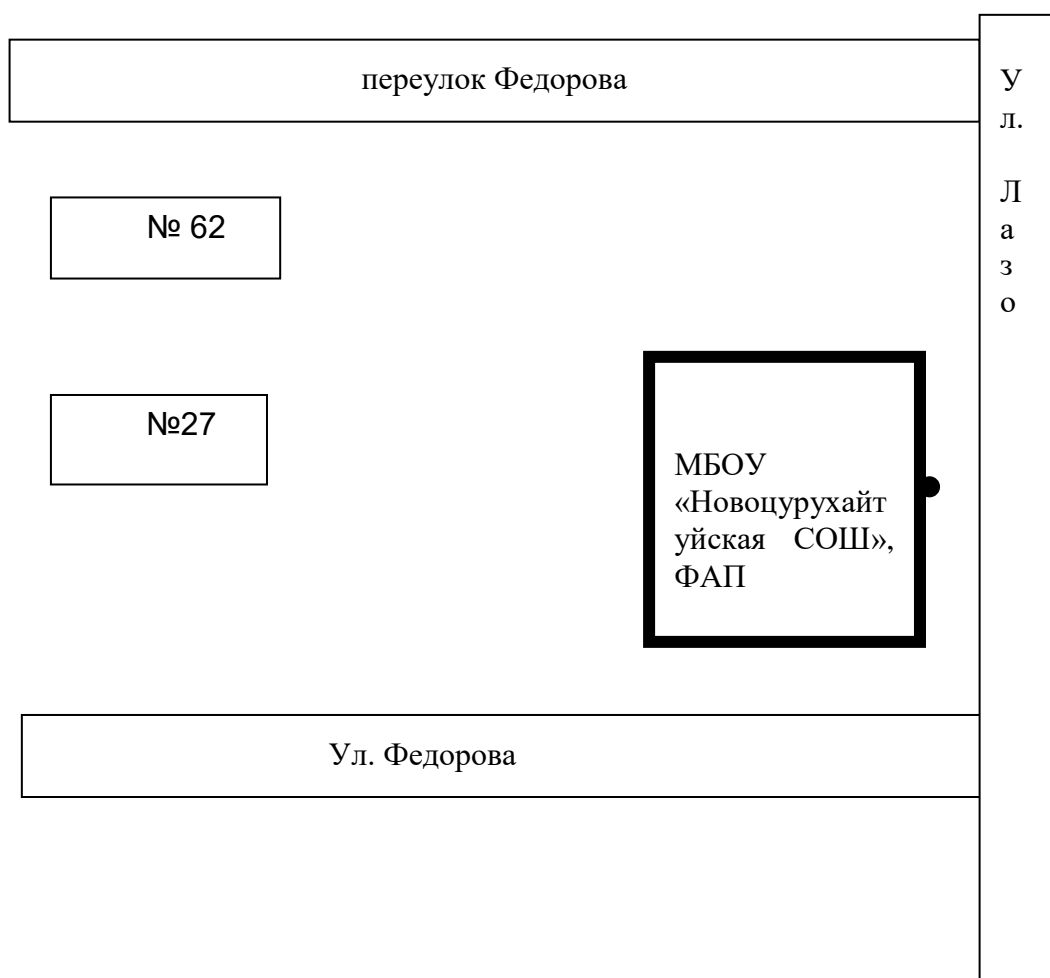 переулок Федорова
У
л.
Л
а
з
о
№ 62
№27
МБОУ
«Новоцурухайт
уйская СОШ»,
ФАП
Ул. Федорова